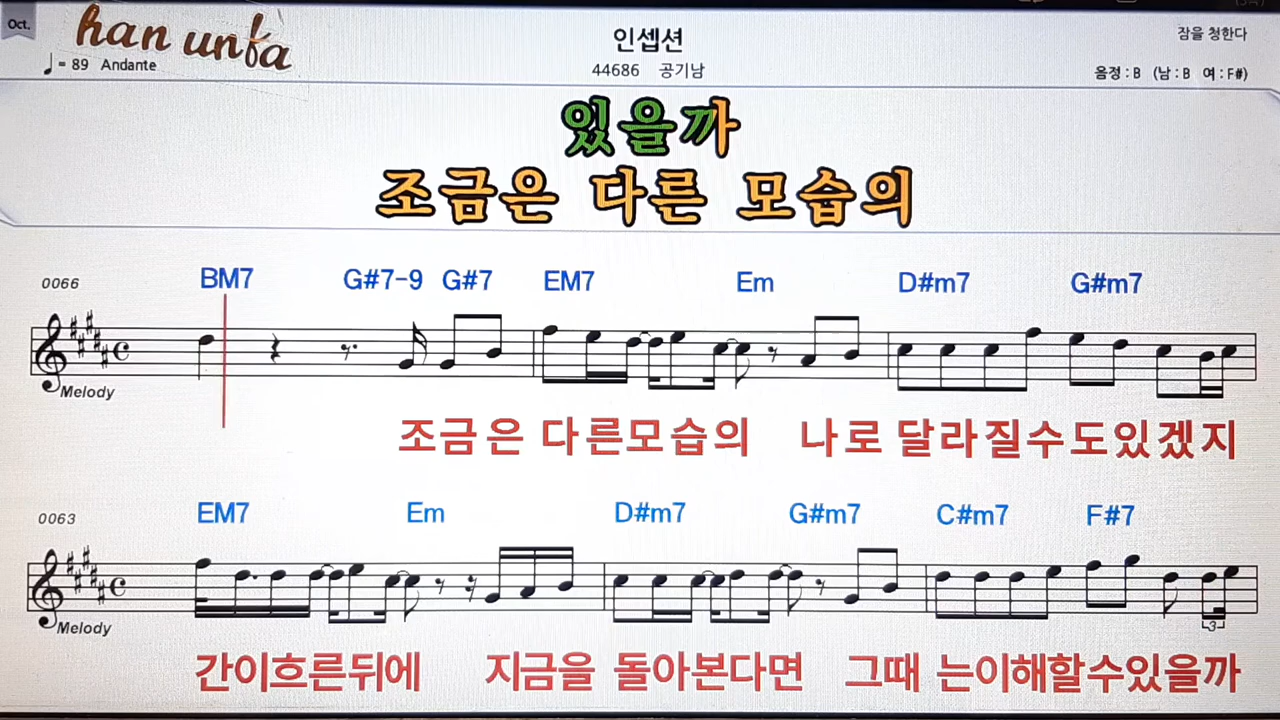 Oct.
han unfa
인셉션
잠을 청한다
= 89 Andante
44686 공기남
음정 : B (남 : B 여 : F#)
있을까
조금은 다른 모습의
0066
BM7 G#7-9 G#7 EM7 Em D#m7 G#m7
Melody
조금은 다른모습의 나로 달라질수도있겠지
0063
EM7 Em D#m7 G#m7 C#m7 F#7
3
Melody
간이흐른뒤에 지금을 돌아본다면 그때 는이해할수있을까